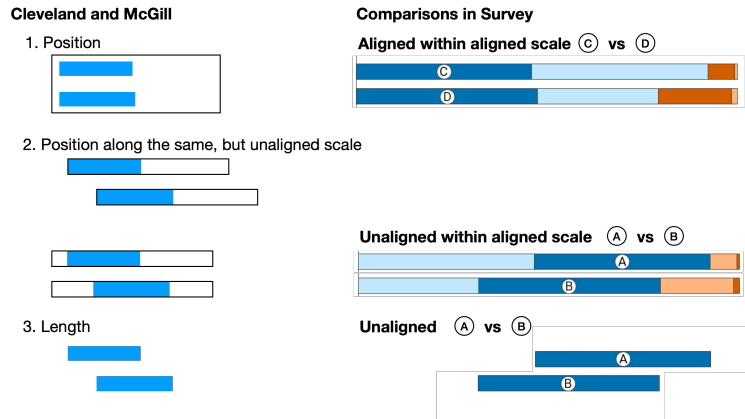 Cleveland and McGill
Comparisons in Survey
1. Position
Aligned within aligned scale C vs D
C
D
2. Position along the same, but unaligned scale
Unaligned within aligned scale A vs B
A
B
3. Length
Unaligned A vs B
A
B